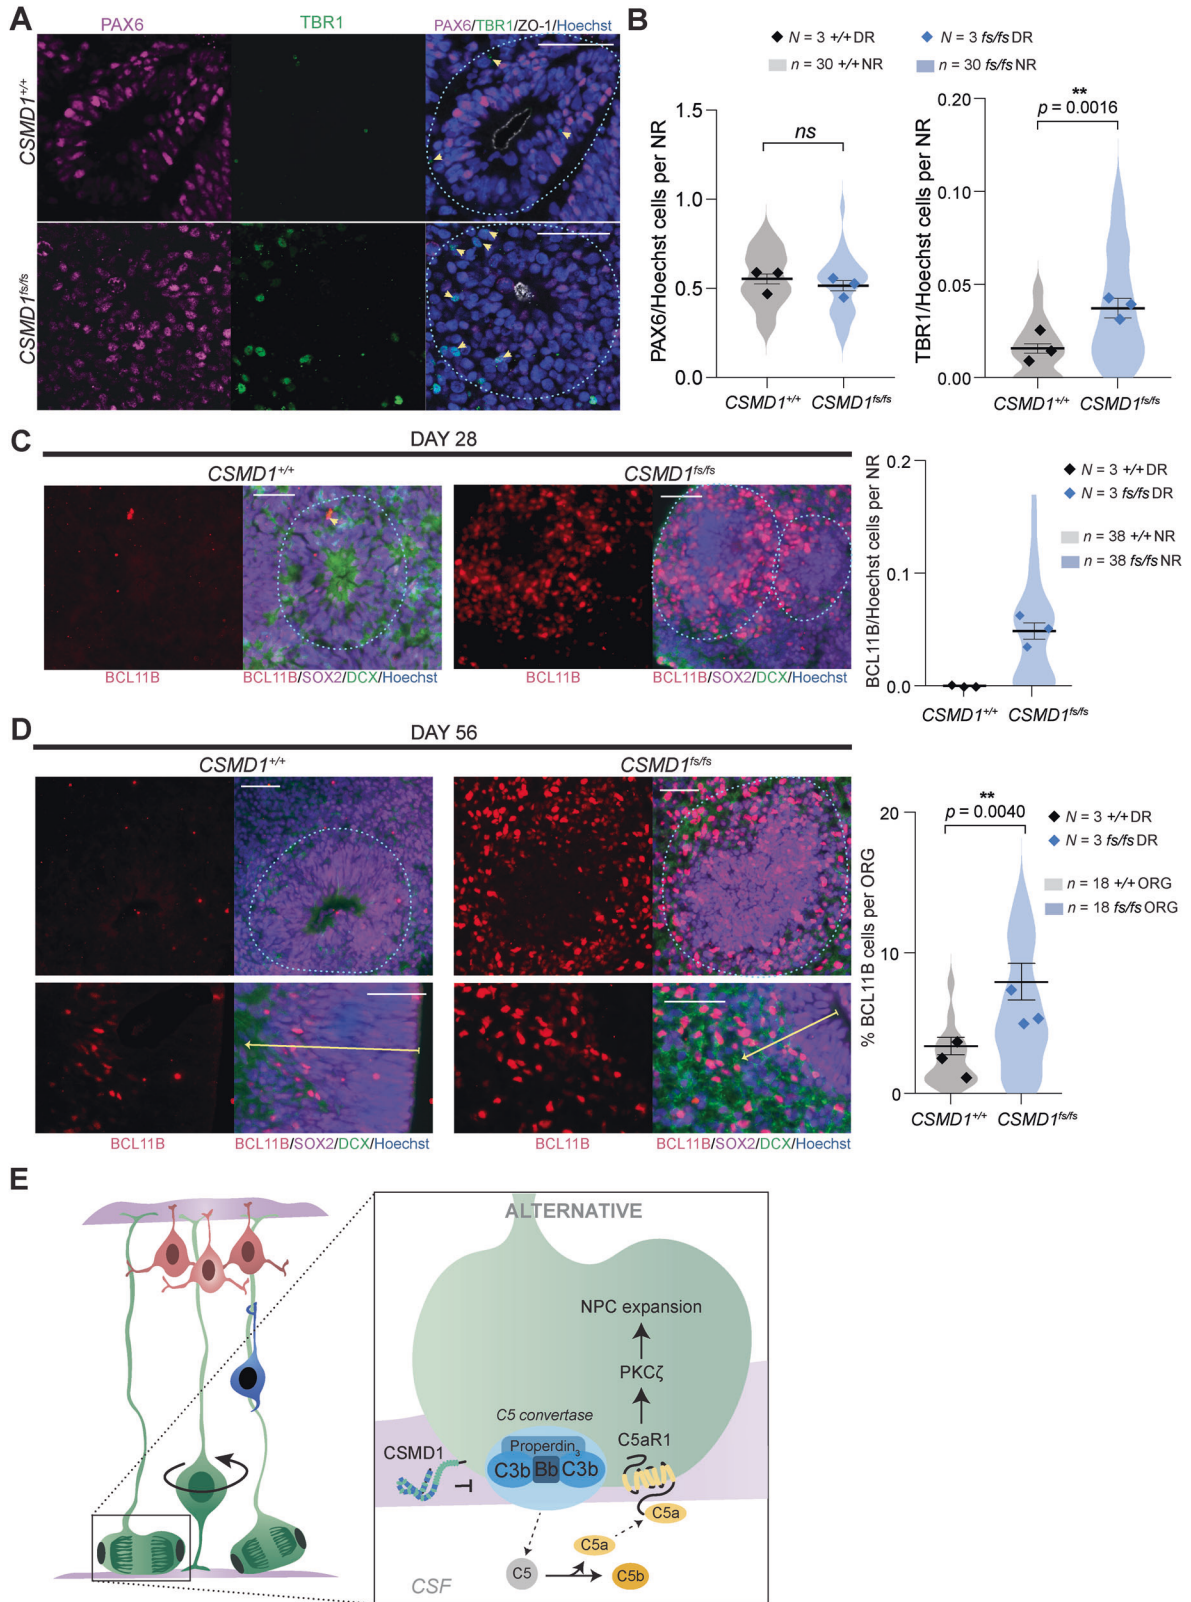 A
PAX6
TBR1
PAX6/TBR1/ZO-1/Hoechst
CSMD1+/+
CSMD1fs/fs
B
N = 3 +/+ DR
N = 3 fs/fs DR
n = 30 +/+ NR
n = 30 fs/fs NR
PAX6/Hoechst cells per NR
1.5
1.0
0.5
0.0
ns
CSMD1+/+
CSMD1fs/fs
TBR1/Hoechst cells per NR
0.20
0.10
0.05
0.00
**
p = 0.0016
CSMD1+/+
CSMD1fs/fs
C
DAY 28
CSMD1+/+
CSMD1fs/fs
BCL11B
BCL11B/SOX2/DCX/Hoechst
BCL11B
BCL11B/SOX2/DCX/Hoechst
BCL11B/Hoechst cells per NR
0.2
0.1
0.0
CSMD1+/+
CSMD1fs/fs
N = 3 +/+ DR
N = 3 fs/fs DR
n = 38 +/+ NR
n = 38 fs/fs NR
D
DAY 56
CSMD1+/+
CSMD1fs/fs
BCL11B
BCL11B/SOX2/DCX/Hoechst
BCL11B
BCL11B/SOX2/DCX/Hoechst
% BCL11B cells per ORG
20
10
0
**
p = 0.0040
CSMD1+/+
CSMD1fs/fs
N = 3 +/+ DR
N = 3 fs/fs DR
n = 18 +/+ ORG
n = 18 fs/fs ORG
E
ALTERNATIVE
NPC expansion
PKCζ
C5 convertase
C5aR1
CSMD1
Properdin3
C3b
Bb
C3b
C5a
C5a
C5
C5b
CSF